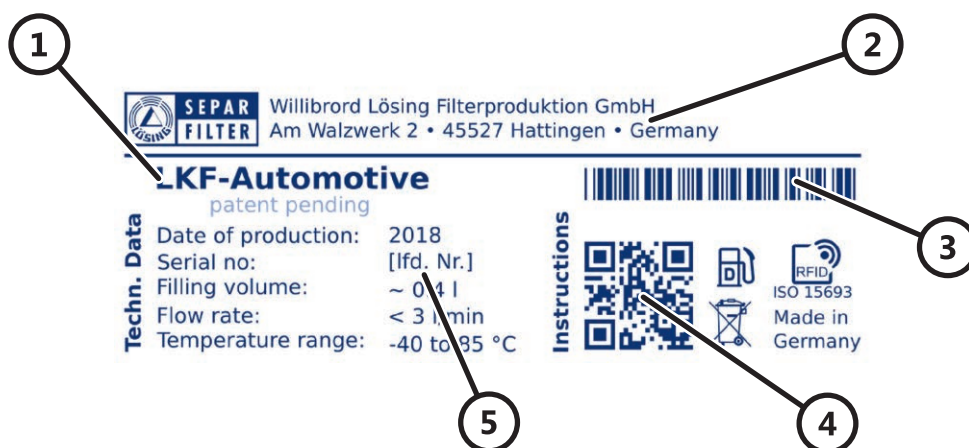 1
2
SEPAR
FILTER
LÖSING
Willibrord Lösing Filterproduktion GmbH
Am Walzwerk 2 • 45527 Hattingen • Germany
LKF-Automotive
patent pending
3
Techn. Data
Date of production: 2018
Serial no: [lfd. Nr.]
Filling volume: ~ l
Flow rate: < 3 l/min
Temperature range: -40 to 85 °C
Instructions
D
RFID
ISO 15693
Made in
Germany
5
4